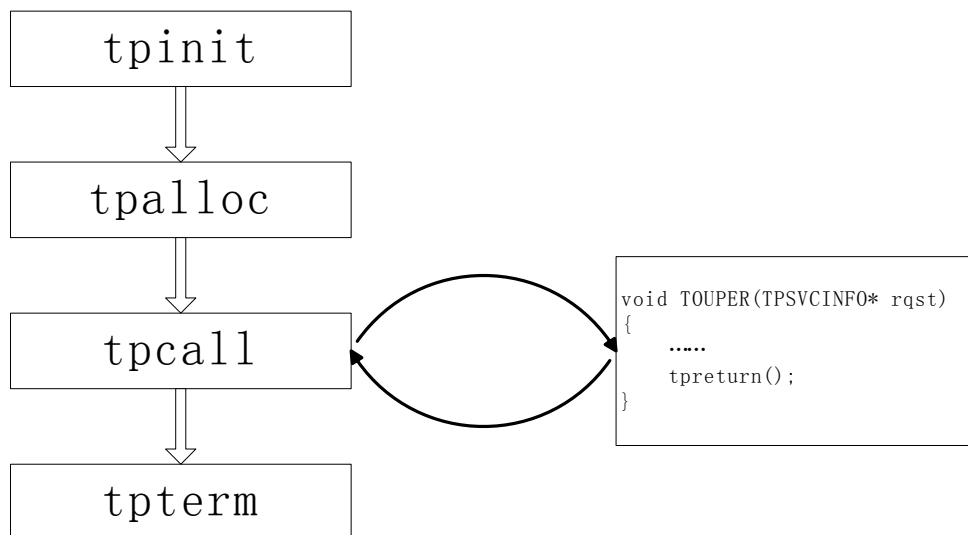 tpinit
tpalloc
tpcall
tpterm
void TOUPER(TPSVCINFO* rqst)
{
……
tpreturn();
}